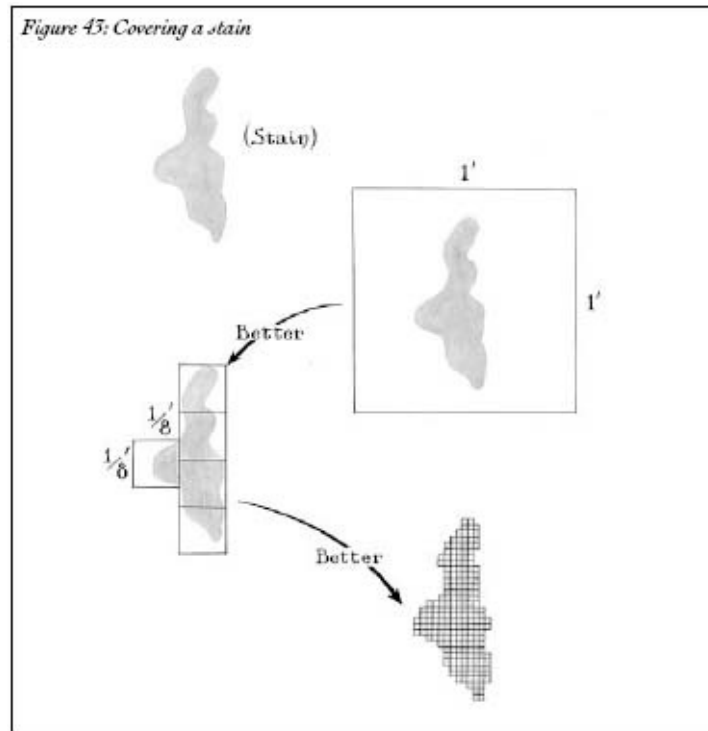 Figure 43: Covering a stain
(Stain)
1'
1'
Better
1/8'
1/8'
Better